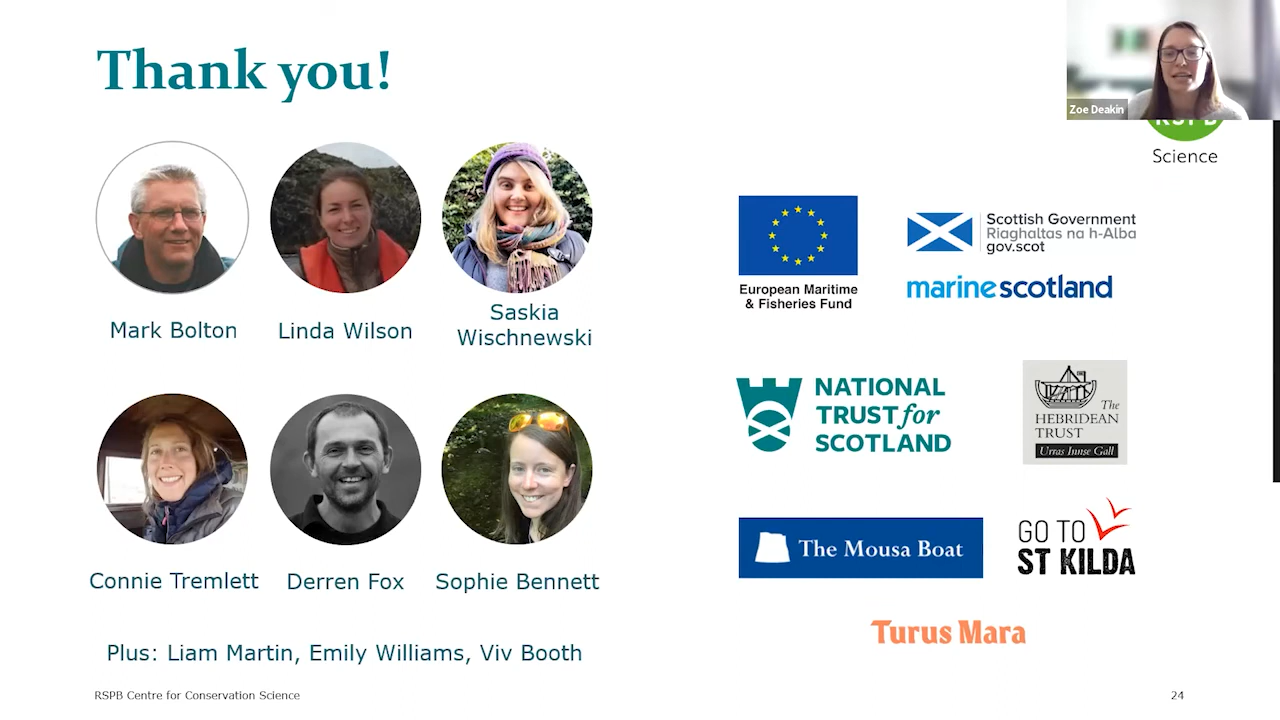 Thank you!
Zoe Deakin
RSPB
Science
Mark Bolton
Linda Wilson
Saskia
Wischnewski
Connie Tremlett
Derren Fox
Sophie Bennett
Plus: Liam Martin, Emily Williams, Viv Booth
European Maritime
& Fisheries Fund
Scottish Government
Riaghaltas na h-Alba
gov.scot
marinescotland
NATIONAL
TRUST for
SCOTLAND
The
HEBRIDEAN
TRUST
Urras Innse Gall
The Mousa Boat
GO TO
ST KILDA
Turus Mara
RSPB Centre for Conservation Science
24